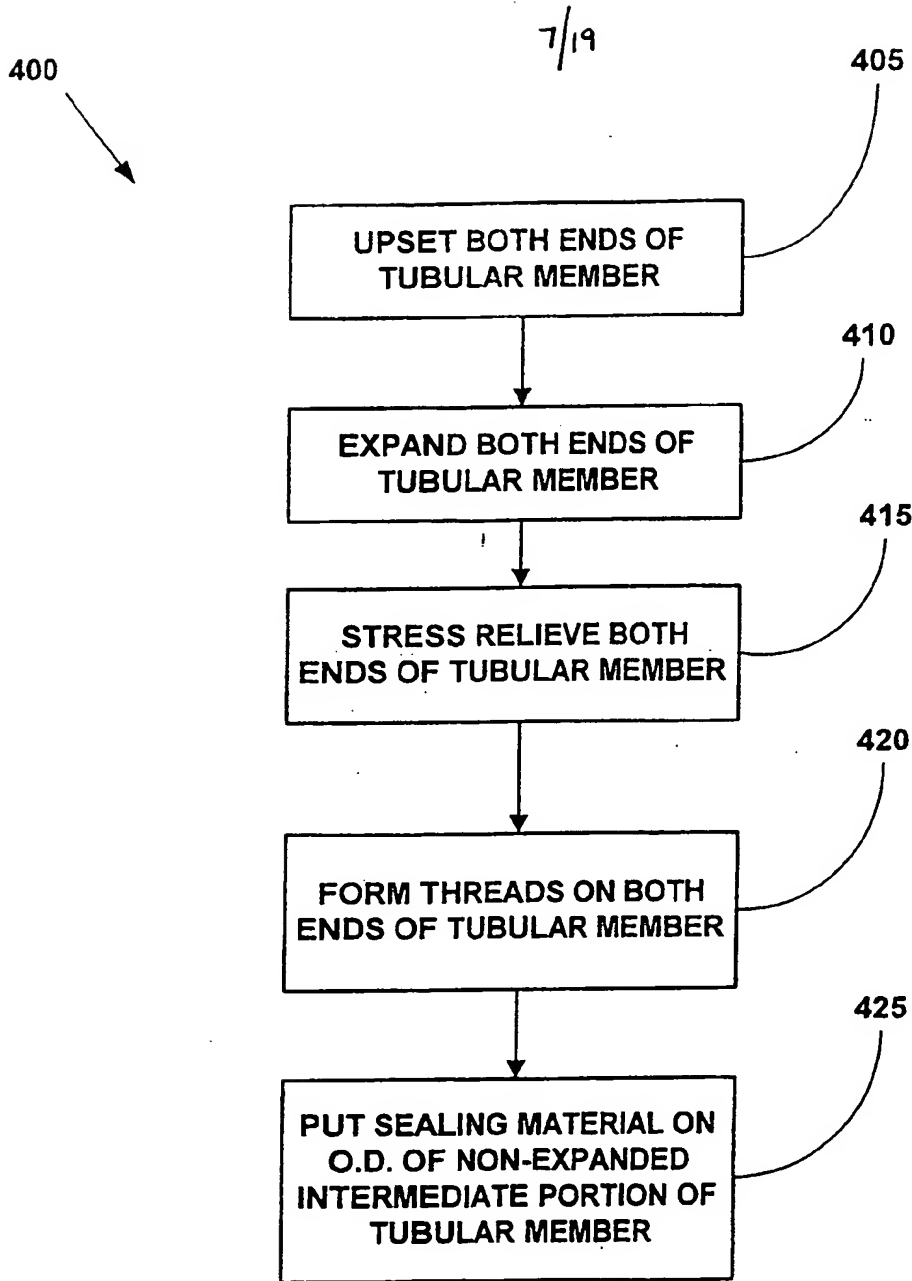 7/19
400
405
UPSET BOTH ENDS OF
TUBULAR MEMBER
410
EXPAND BOTH ENDS OF
TUBULAR MEMBER
415
STRESS RELIEVE BOTH
ENDS OF TUBULAR MEMBER
420
FORM THREADS ON BOTH
ENDS OF TUBULAR MEMBER
425
PUT SEALING MATERIAL ON
O.D. OF NON-EXPANDED
INTERMEDIATE PORTION OF
TUBULAR MEMBER